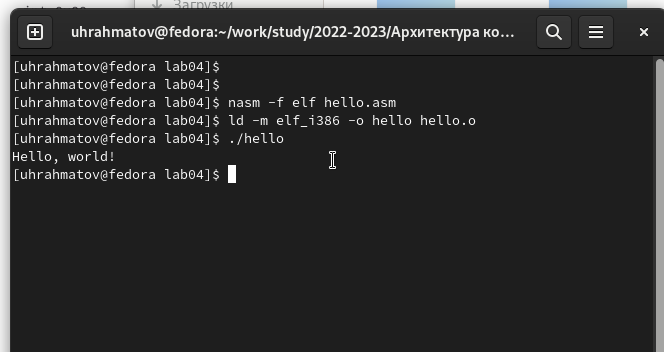 Загрузки
uhrahmatov@fedora:~/work/study/2022-2023/Архитектура ко...
[uhrahmatov@fedora lab04]$
[uhrahmatov@fedora lab04]$
[uhrahmatov@fedora lab04]$ nasm -f elf hello.asm
[uhrahmatov@fedora lab04]$ ld -m elf_i386 -o hello hello.o
[uhrahmatov@fedora lab04]$ ./hello
Hello, world!
[uhrahmatov@fedora lab04]$